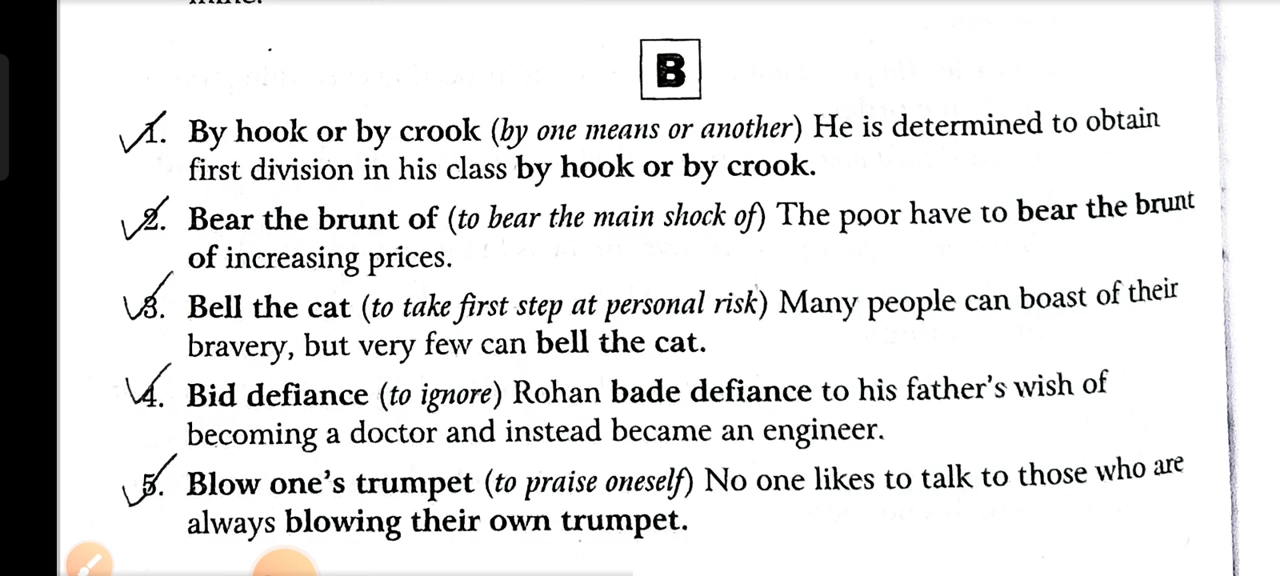 B
1. By hook or by crook (by one means or another) He is determined to obtain
first division in his class by hook or by crook.
2. Bear the brunt of (to bear the main shock of) The poor have to bear the brunt
of increasing prices.
3. Bell the cat (to take first step at personal risk) Many people can boast of their
bravery, but very few can bell the cat.
4. Bid defiance (to ignore) Rohan bade defiance to his father's wish of
becoming a doctor and instead became an engineer.
5. Blow one's trumpet (to praise oneself) No one likes to talk to those who are
always blowing their own trumpet.